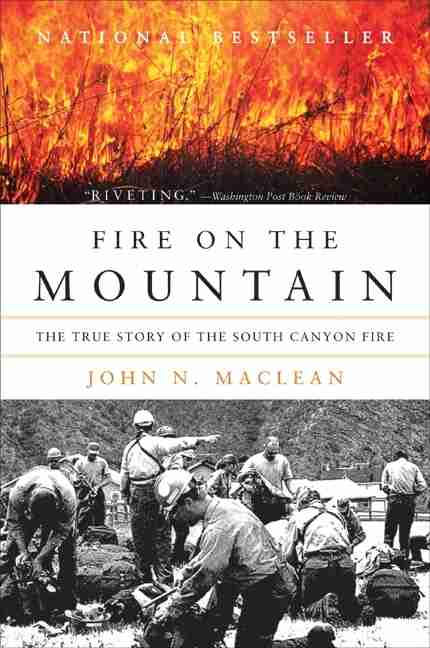 NATIONAL BESTSELLER
"RIVETING." —Washington Post Book Review
FIRE ON THE
MOUNTAIN
THE TRUE STORY OF THE SOUTH CANYON FIRE
JOHN N. MACLEAN